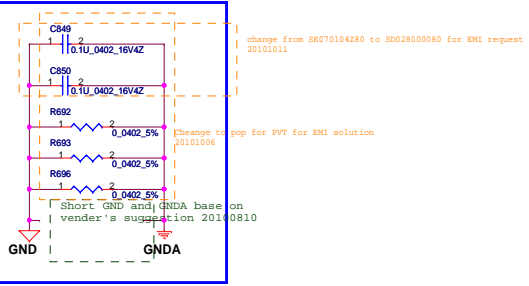 C849
1 2
0.1U_0402_16V4Z
change from SE070104Z80 to SD028000080 for EMI request
20101011
C850
1 2
0.1U_0402_16V4Z
R692
1 2
0_0402_5%
Cheange to pop for PVT for EMI solution
20101006
R693
1 2
0_0402_5%
R696
1 2
0_0402_5%
Short GND and GNDA base on
vender's suggestion 20100810
GND GNDA